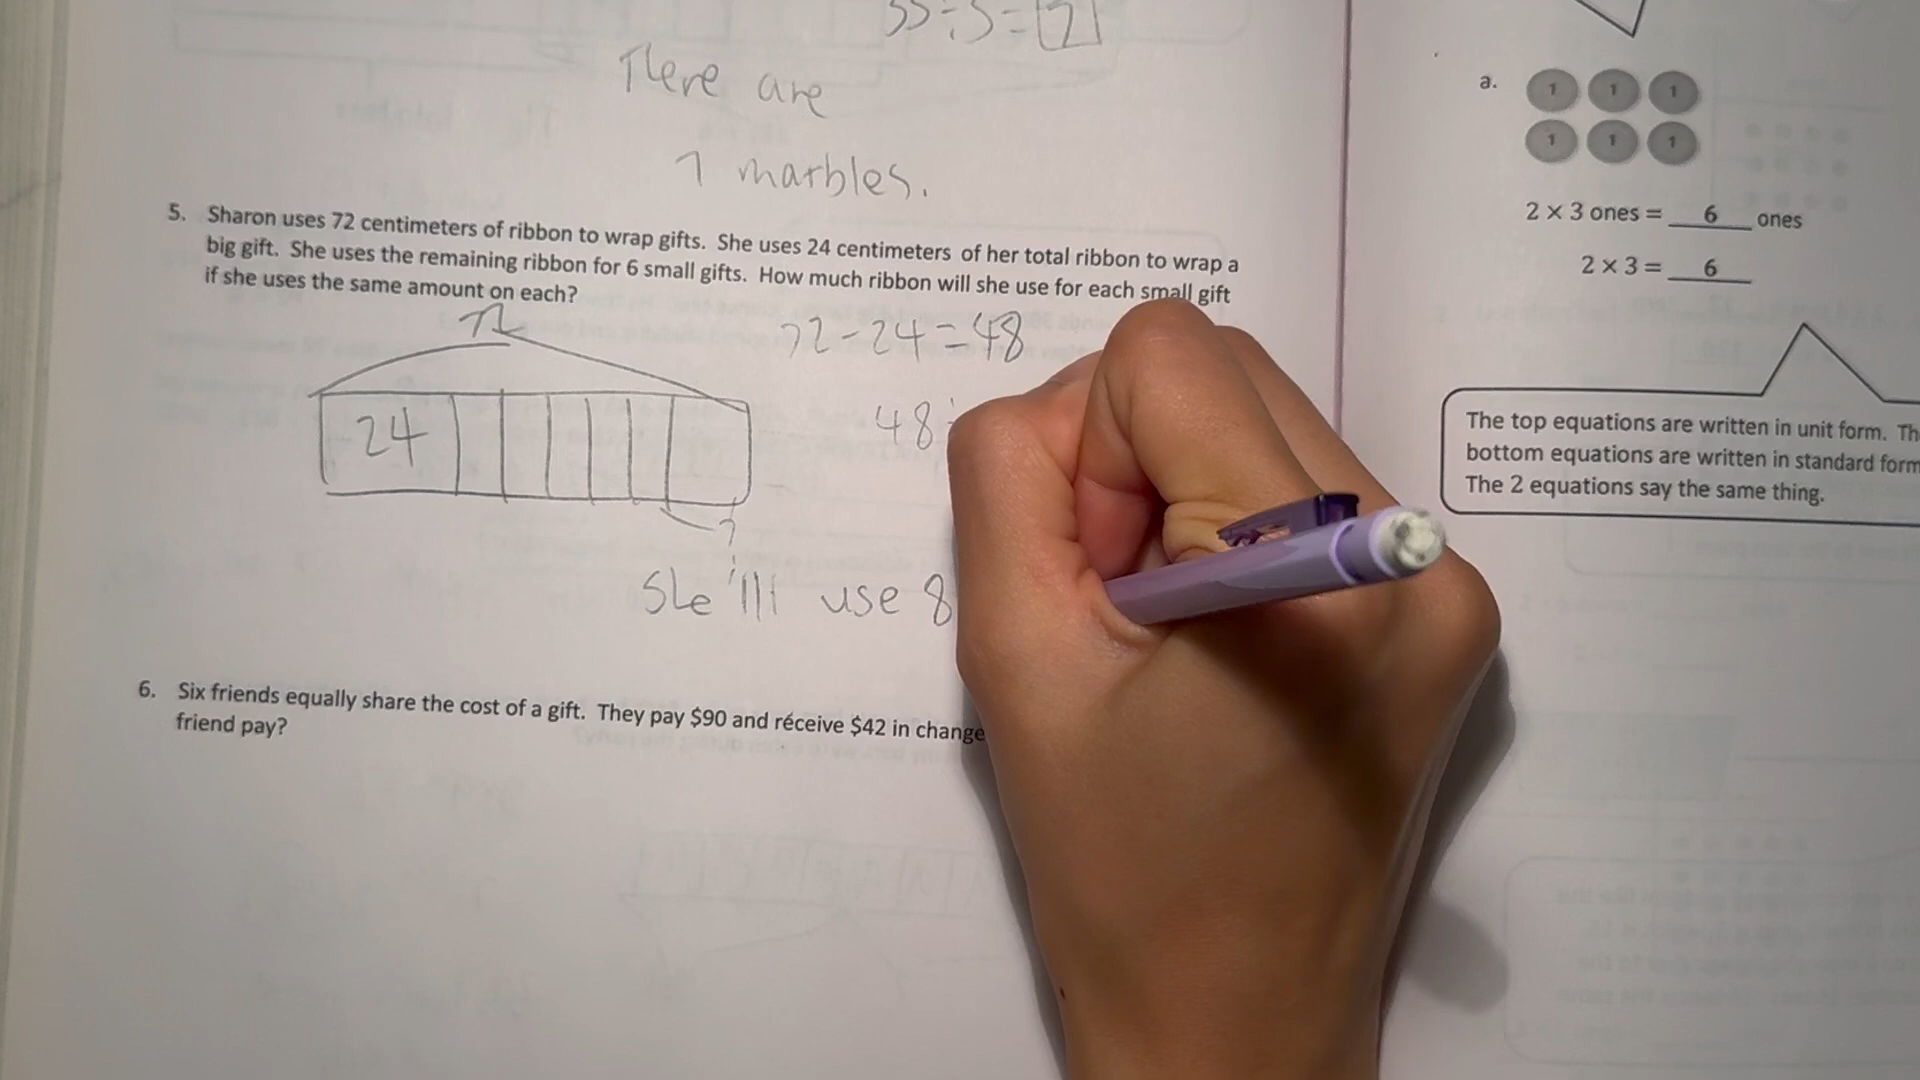 35÷5=7
There are
7 marbles.
5. Sharon uses 72 centimeters of ribbon to wrap gifts. She uses 24 centimeters of her total ribbon to wrap a
big gift. She uses the remaining ribbon for 6 small gifts. How much ribbon will she use for each small gift
if she uses the same amount on each?
72
72-24=48
24
48÷
?
She'll use 8
6. Six friends equally share the cost of a gift. They pay $90 and receive $42 in change
friend pay?
a.
1 1 1
1 1 1
2 × 3 ones = 6 ones
2 × 3 = 6
The top equations are written in unit form. Th
bottom equations are written in standard form
The 2 equations say the same thing.